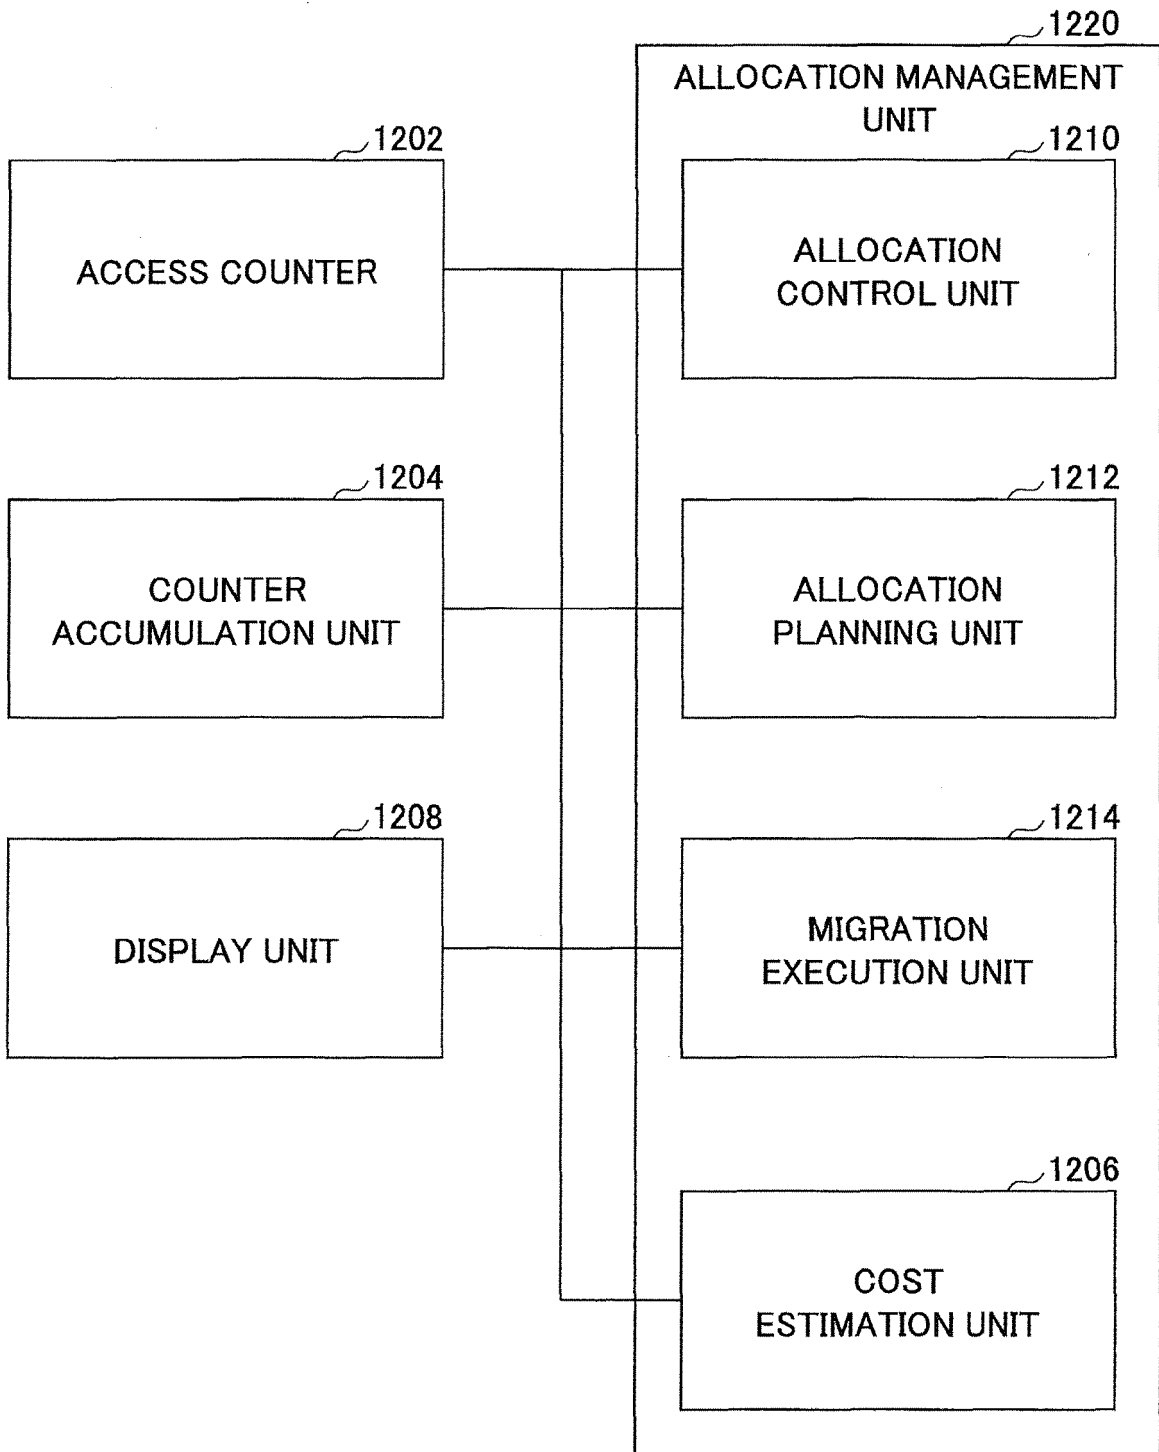 1220
ALLOCATION MANAGEMENT
UNIT
1202
ACCESS COUNTER
1210
ALLOCATION
CONTROL UNIT
1204
COUNTER
ACCUMULATION UNIT
1212
ALLOCATION
PLANNING UNIT
1208
DISPLAY UNIT
1214
MIGRATION
EXECUTION UNIT
1206
COST
ESTIMATION UNIT